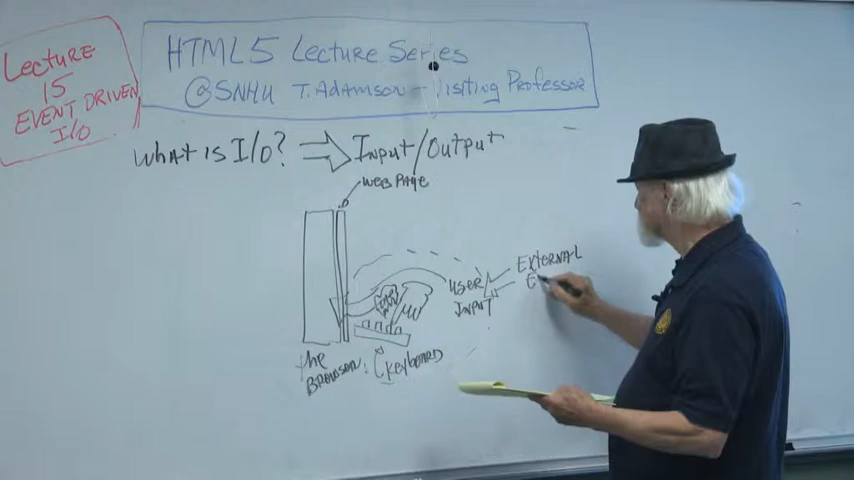 Lecture
15
EVENT DRIVEN
I/O
HTML5 Lecture Series
@SNHU T. Adamson - Visiting Professor
What is I/O? Input/Output
Web Page
User
Input
External
E
the
Browser
Keyboard